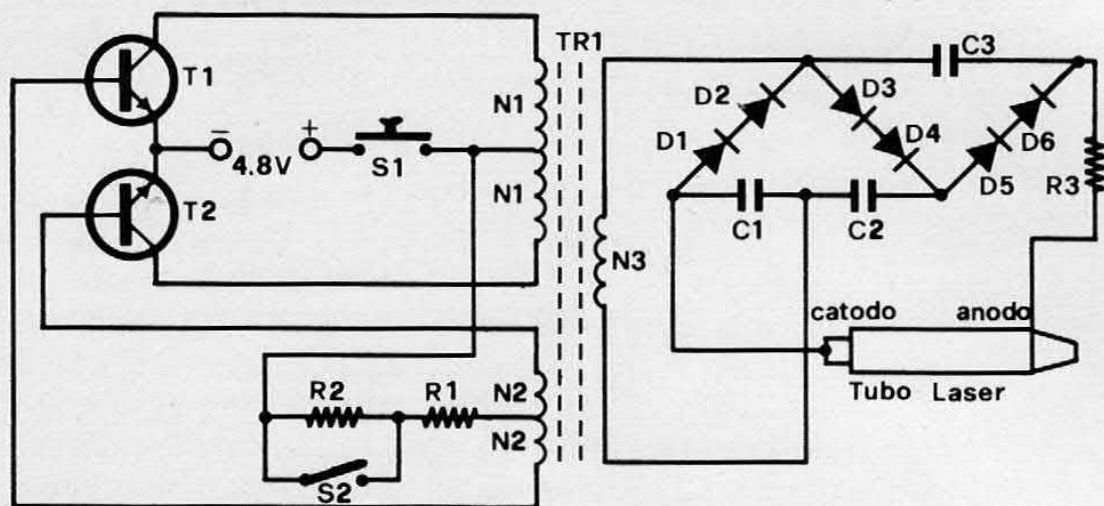 T1
T2
− 4.8V +
S1
TR1
N1
N1
N2
N2
N3
R2
R1
S2
C3
D2
D3
D1
D4
D6
D5
R3
C1
C2
catodo
anodo
Tubo Laser